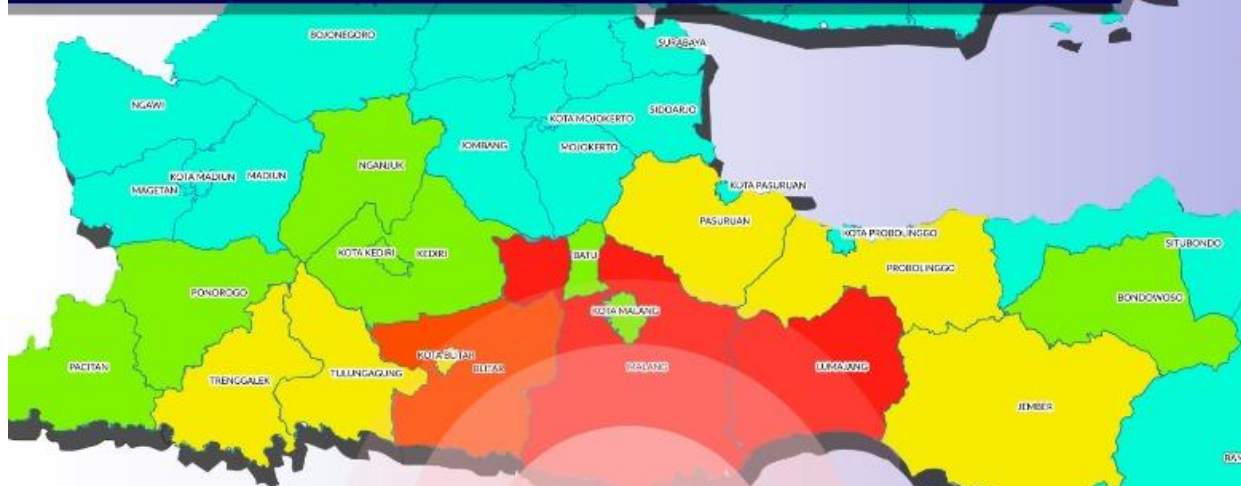 BOJONEGORO
SURABAYA
NGAWI
SIDOARJO
KOTA MOJOKERTO
JOMBANG
MOJOKERTO
NGANJUK
KOTA MADIUN
MADIUN
MAGETAN
KOTA PASURUAN
PASURUAN
KOTA PROBOLINGGO
SITUBONDO
KOTA KEDIRI
KEDIRI
BATU
PROBOLINGGO
PONOROGO
BONDOWOSO
KOTA MALANG
KOTA BLITAR
PACITAN
TRENGGALEK
TULUNGAGUNG
BLITAR
MALANG
LUMAJANG
JEMBER